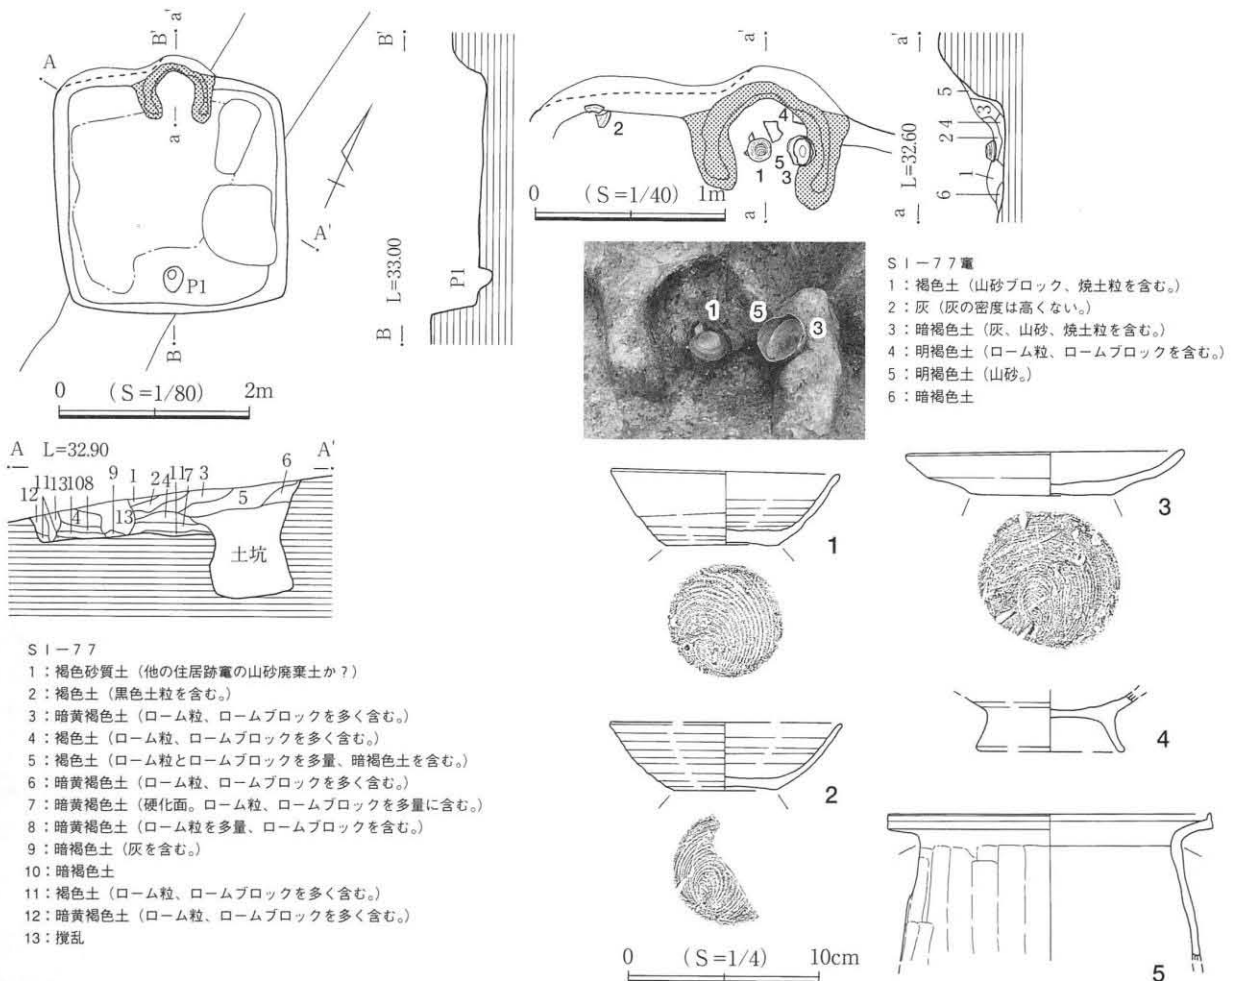 A
B'
a'
a
A'
P1
B
0 (S=1/80) 2m
B'
L=33.00
P1
B
a'
2
4
1
5
3
0 (S=1/40) 1m
a
a'
5
3
4
2
1
6
L=32.60
a
1
5
3
SI-77竃
1：褐色土（山砂ブロック、焼土粒を含む。）
2：灰（灰の密度は高くない。）
3：暗褐色土（灰、山砂、焼土粒を含む。）
4：明褐色土（ローム粒、ロームブロックを含む。）
5：明褐色土（山砂。）
6：暗褐色土
A L=32.90 A'
12 11 13 10 8 9 1 2 4 11 7 3 6
4 13 5
土坑
SI-77
1：褐色砂質土（他の住居跡竃の山砂廃棄土か？）
2：褐色土（黒色土粒を含む。）
3：暗黄褐色土（ローム粒、ロームブロックを多く含む。）
4：褐色土（ローム粒、ロームブロックを多く含む。）
5：褐色土（ローム粒とロームブロックを多量、暗褐色土を含む。）
6：暗黄褐色土（ローム粒、ロームブロックを多く含む。）
7：暗黄褐色土（硬化面。ローム粒、ロームブロックを多量に含む。）
8：暗黄褐色土（ローム粒を多量、ロームブロックを含む。）
9：暗褐色土（灰を含む。）
10：暗褐色土
11：褐色土（ローム粒、ロームブロックを多く含む。）
12：暗黄褐色土（ローム粒、ロームブロックを多く含む。）
13：撹乱
1
3
2
4
5
0 (S=1/4) 10cm